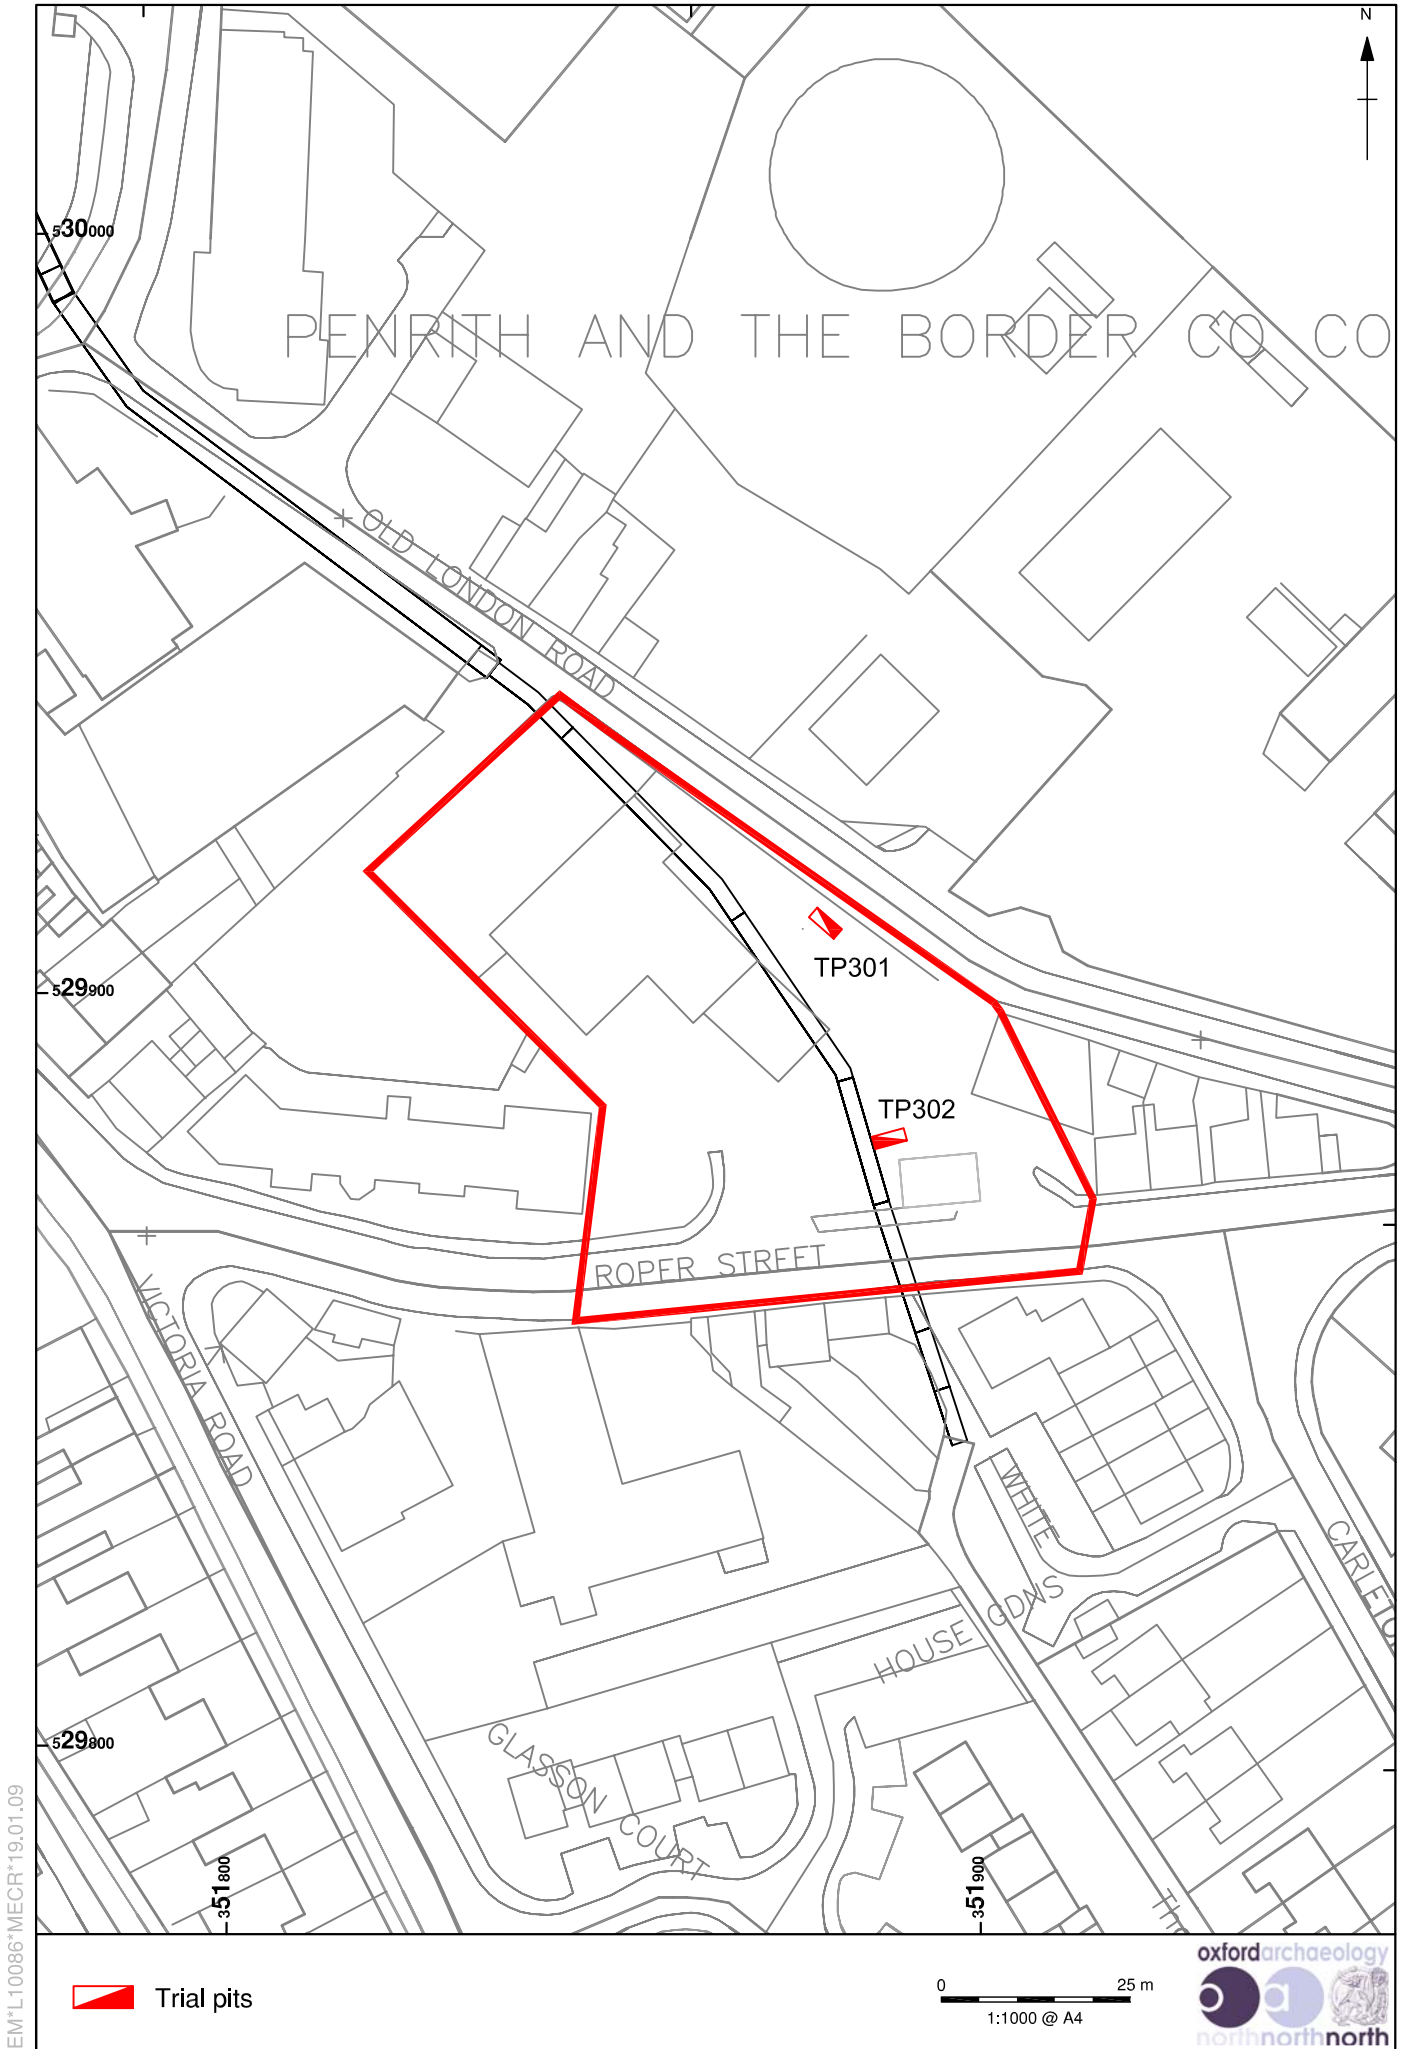 N
530000
PENRITH AND THE BORDER CO CO
OLD LONDON ROAD
TP301
529900
TP302
ROPER STREET
VICTORIA ROAD
WHITE
HOUSE GDNS
CARLETO
GLASSON COURT
529800
351800
351900
The
EM*L10086*MECR*19.01.09
Trial pits
0 25 m
1:1000 @ A4
oxfordarchaeology
oa
northnorthnorth